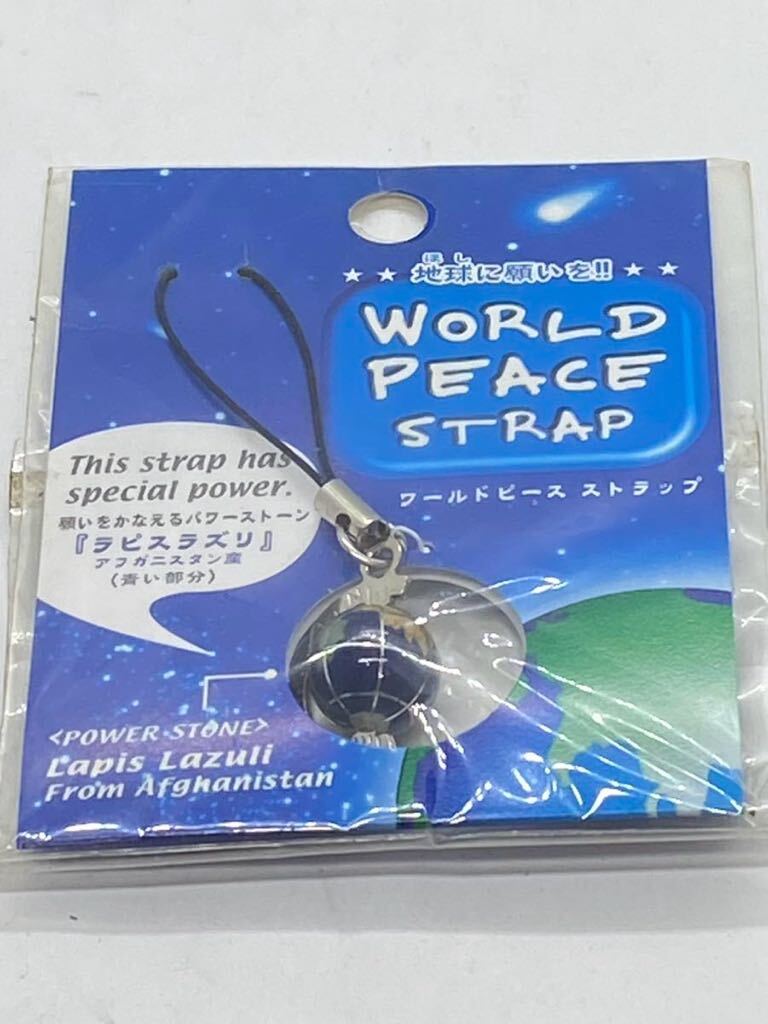 ほし
★ ★ 地球に願いを!! ★ ★
WORLD
PEACE
STRAP
ワールドピース ストラップ
This strap has
special power.
願いをかなえるパワーストーン
『ラピスラズリ』
アフガニスタン産
(青い部分)
<POWER STONE>
Lapis Lazuli
From Afghanistan